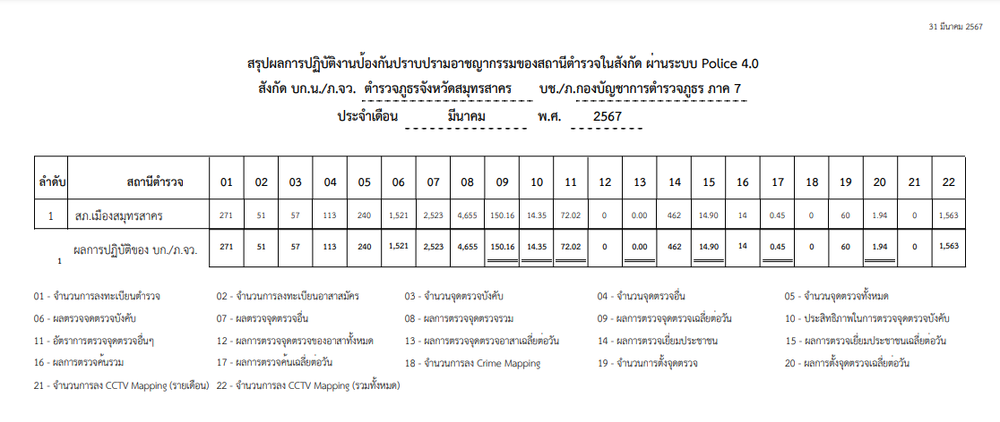 31 มีนาคม 2567
สรุปผลการปฏิบัติงานป้องกันปราบปรามอาชญากรรมของสถานีตำรวจในสังกัด ผ่านระบบ Police 4.0
สังกัด บก.น./ภ.จว. ตำรวจภูธรจังหวัดสมุทรสาคร บช./ภ.กองบัญชาการตำรวจภูธร ภาค 7
ประจำเดือน มีนาคม พ.ศ. 2567
ลำดับ สถานีตำรวจ 01 02 03 04 05 06 07 08 09 10 11 12 13 14 15 16 17 18 19 20 21 22
1 สภ.เมืองสมุทรสาคร 271 51 57 113 240 1,521 2,523 4,655 150.16 14.35 72.02 0 0.00 462 14.90 14 0.45 0 60 1.94 0 1,563
1 ผลการปฏิบัติของ บก./ภ.จว. 271 51 57 113 240 1,521 2,523 4,655 150.16 14.35 72.02 0 0.00 462 14.90 14 0.45 0 60 1.94 0 1,563
01 - จำนวนการลงทะเบียนตำรวจ 02 - จำนวนการลงทะเบียนอาสาสมัคร 03 - จำนวนจุดตรวจบังคับ 04 - จำนวนจุดตรวจอื่น 05 - จำนวนจุดตรวจทั้งหมด
06 - ผลตรวจจุดตรวจบังคับ 07 - ผลตรวจจุดตรวจอื่น 08 - ผลการตรวจจุดตรวจรวม 09 - ผลการตรวจจุดตรวจเฉลี่ยต่อวัน 10 - ประสิทธิภาพในการตรวจจุดตรวจบังคับ
11 - อัตราการตรวจจุดตรวจอื่นๆ 12 - ผลการตรวจจุดตรวจของอาสาทั้งหมด 13 - ผลการตรวจจุดตรวจอาสาเฉลี่ยต่อวัน 14 - ผลการตรวจเยี่ยมประชาชน 15 - ผลการตรวจเยี่ยมประชาชนเฉลี่ยต่อวัน
16 - ผลการตรวจค้นรวม 17 - ผลการตรวจค้นเฉลี่ยต่อวัน 18 - จำนวนการลง Crime Mapping 19 - จำนวนการตั้งจุดตรวจ 20 - ผลการตั้งจุดตรวจเฉลี่ยต่อวัน
21 - จำนวนการลง CCTV Mapping (รายเดือน) 22 - จำนวนการลง CCTV Mapping (รวมทั้งหมด)